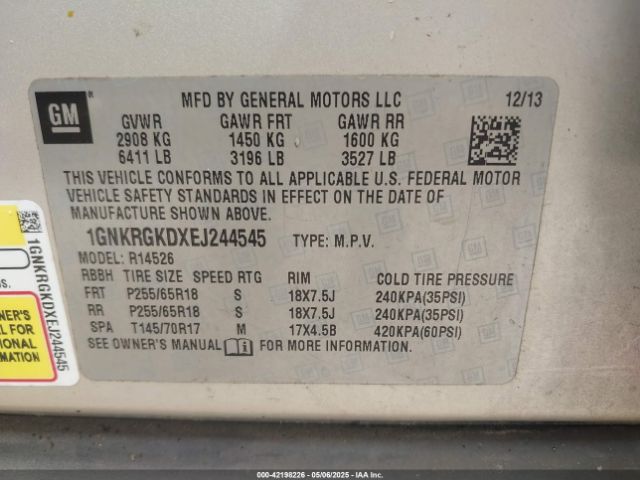 GM
®
MFD BY GENERAL MOTORS LLC 12/13
GVWR GAWR FRT GAWR RR
2908 KG 1450 KG 1600 KG
6411 LB 3196 LB 3527 LB
THIS VEHICLE CONFORMS TO ALL APPLICABLE U.S. FEDERAL MOTOR
VEHICLE SAFETY STANDARDS IN EFFECT ON THE DATE OF
MANUFACTURE SHOWN ABOVE.
1GNKRGKDXEJ244545 TYPE: M.P.V.
MODEL: R14526
RBBH TIRE SIZE SPEED RTG RIM COLD TIRE PRESSURE
FRT P255/65R18 S 18X7.5J 240KPA(35PSI)
RR P255/65R18 S 18X7.5J 240KPA(35PSI)
SPA T145/70R17 M 17X4.5B 420KPA(60PSI)
SEE OWNER'S MANUAL FOR MORE INFORMATION.
1GNKRGKDXEJ244545
NER'S
L FOR
IONAL
MATION
000-42198226 - 05/06/2025 - IAA Inc.